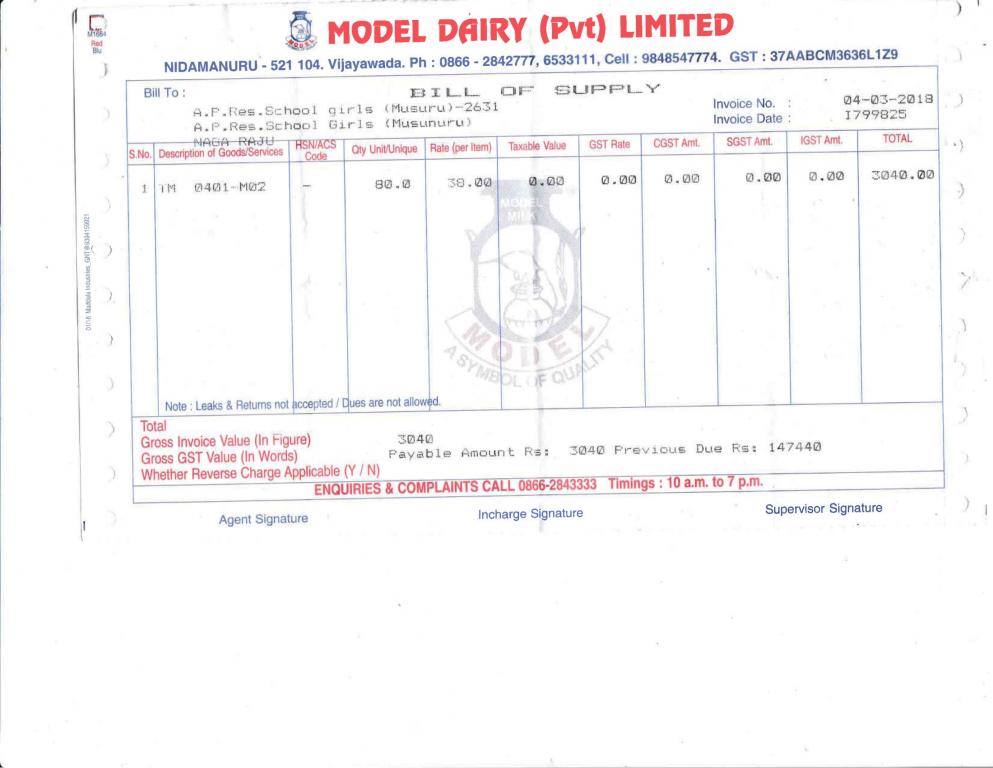 M1664
Red
Blu
MODEL
MODEL DAIRY (Pvt) LIMITED
NIDAMANURU - 521 104. Vijayawada. Ph : 0866 - 2842777, 6533111, Cell : 9848547774. GST : 37AABCM3636L1Z9
Bill To :
BILL OF SUPPLY
A.P.Res.School girls (Musuru)-2631
A.P.Res.School Girls (Musunuru)
NAGA RAJU
Invoice No. : 04-03-2018
Invoice Date : I799825
S.No. Description of Goods/Services HSN/ACS Code Qty Unit/Unique Rate (per Item) Taxable Value GST Rate CGST Amt. SGST Amt. IGST Amt. TOTAL
1 TM 0401-M02 - 80.0 38.00 0.00 0.00 0.00 0.00 0.00 3040.00
MODEL
MILK
MODEL
A SYMBOL OF QUALITY
Note : Leaks & Returns not accepted / Dues are not allowed.
Total
Gross Invoice Value (In Figure) 3040
Gross GST Value (In Words) Payable Amount Rs: 3040 Previous Due Rs: 147440
Whether Reverse Charge Applicable (Y / N)
ENQUIRIES & COMPLAINTS CALL 0866-2843333 Timings : 10 a.m. to 7 p.m.
Agent Signature Incharge Signature Supervisor Signature